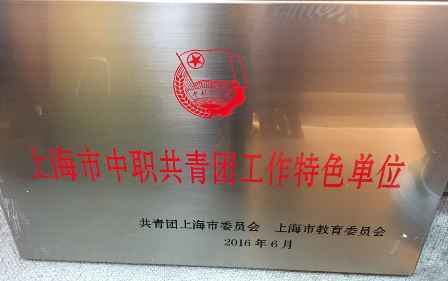 上海市中职共青团工作特色单位
共青团上海市委员会 上海市教育委员会
2016年6月